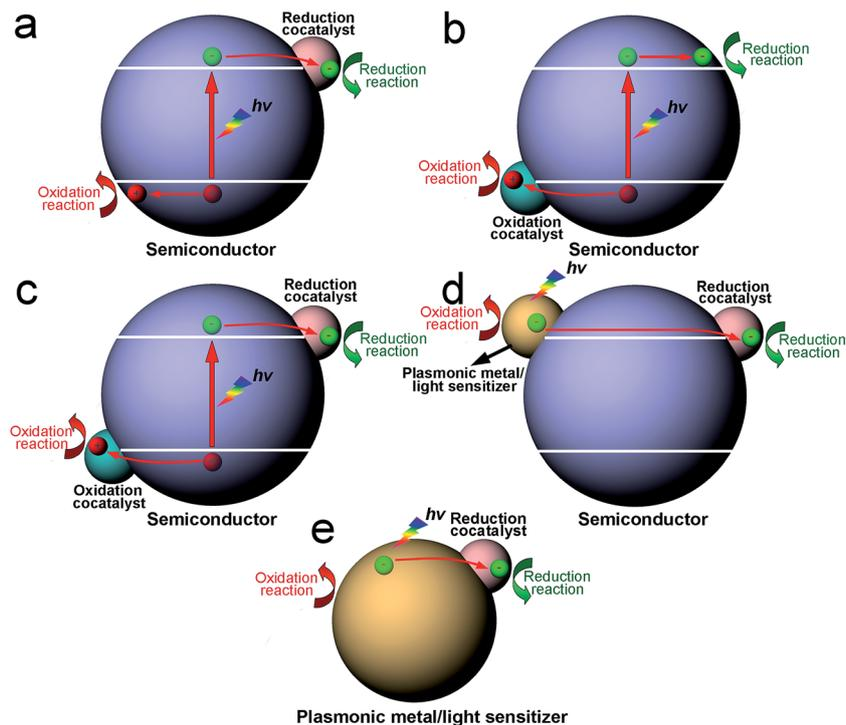 a
Reduction
cocatalyst
-
-
Reduction
reaction
hv
Oxidation
reaction
+
Semiconductor
b
-
-
Reduction
reaction
hv
Oxidation
reaction
+
Oxidation
cocatalyst
Semiconductor
c
Reduction
cocatalyst
-
-
Reduction
reaction
hv
Oxidation
reaction
+
Oxidation
cocatalyst
Semiconductor
d
hv
Oxidation
reaction
-
Plasmonic metal/
light sensitizer
Reduction
cocatalyst
-
Reduction
reaction
Semiconductor
e
hv
Reduction
cocatalyst
Oxidation
reaction
-
-
Reduction
reaction
Plasmonic metal/light sensitizer